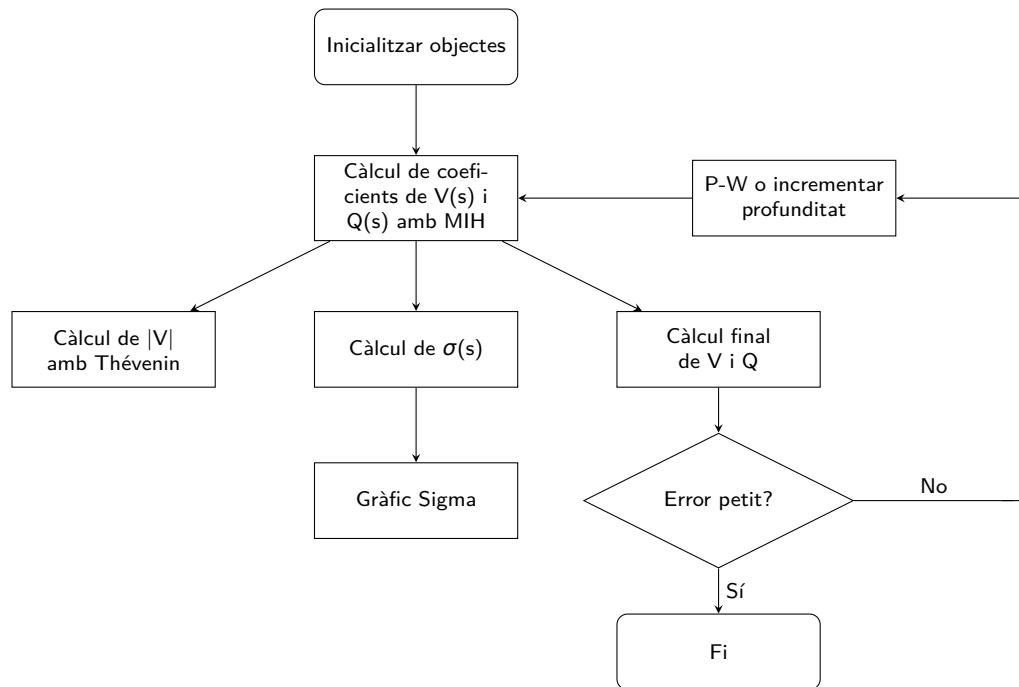 Inicialitzar objectes
Càlcul de coefi-
cients de V(s) i
Q(s) amb MIH
P-W o incrementar
profunditat
Càlcul de |V|
amb Thévenin
Càlcul de σ(s)
Càlcul final
de V i Q
Gràfic Sigma
Error petit?
No
Sí
Fi